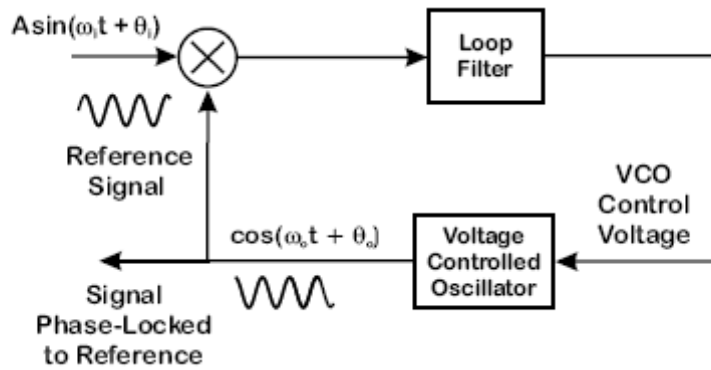 Asin(ωᵢt + θᵢ)
Loop
Filter
Reference
Signal
VCO
Control
Voltage
cos(ωₒt + θₒ)
Voltage
Controlled
Oscillator
Signal
Phase-Locked
to Reference